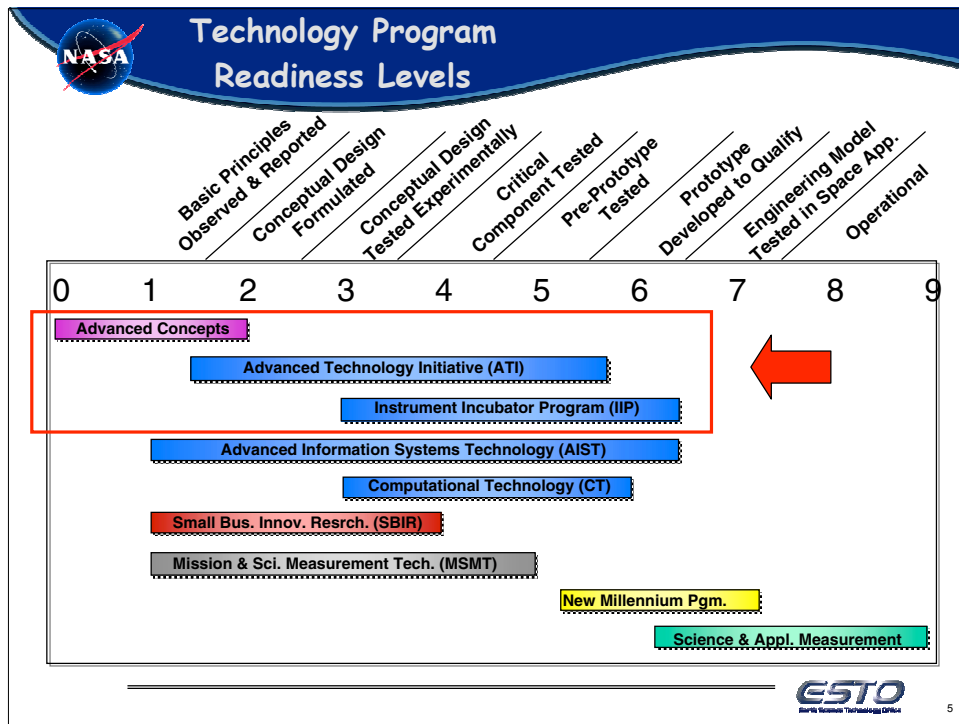 NASA
Technology Program
Readiness Levels
Basic Principles
Observed & Reported
Conceptual Design
Formulated
Conceptual Design
Tested Experimentally
Critical
Component Tested
Pre-Prototype
Tested
Prototype
Developed to Qualify
Engineering Model
Tested in Space App.
Operational
0 1 2 3 4 5 6 7 8 9
Advanced Concepts
Advanced Technology Initiative (ATI)
Instrument Incubator Program (IIP)
Advanced Information Systems Technology (AIST)
Computational Technology (CT)
Small Bus. Innov. Resrch. (SBIR)
Mission & Sci. Measurement Tech. (MSMT)
New Millennium Pgm.
Science & Appl. Measurement
ESTO
Earth Science Technology Office
5